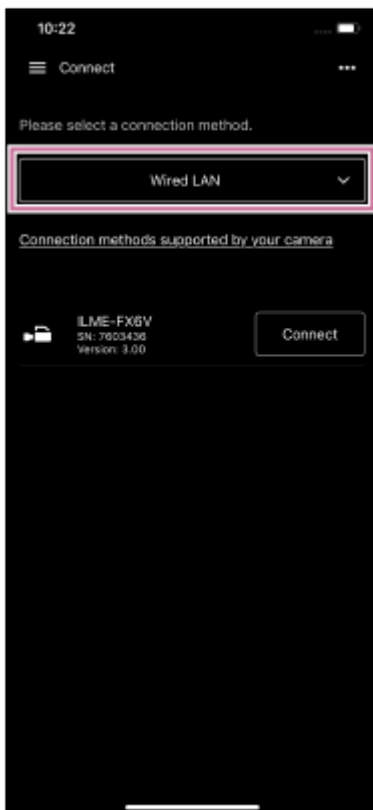 10:22
Connect
Please select a connection method.
Wired LAN
Connection methods supported by your camera
ILME-FX6V
SN: 7603436
Version: 3.00
Connect